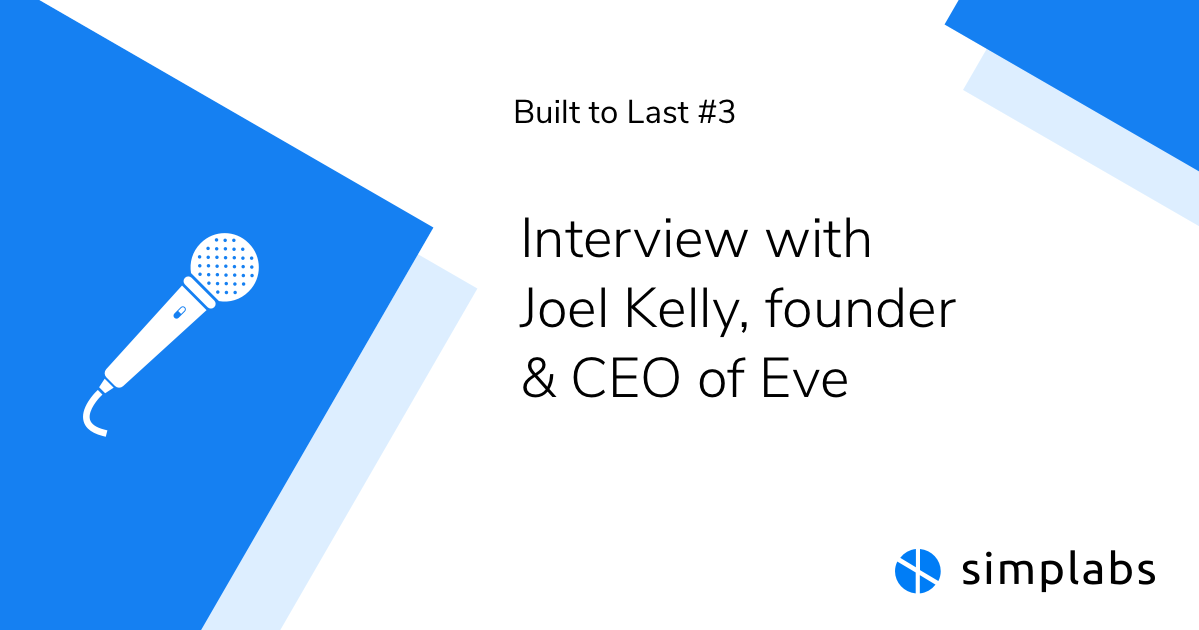 Built to Last #3
Interview with
Joel Kelly, founder
& CEO of Eve
simplabs